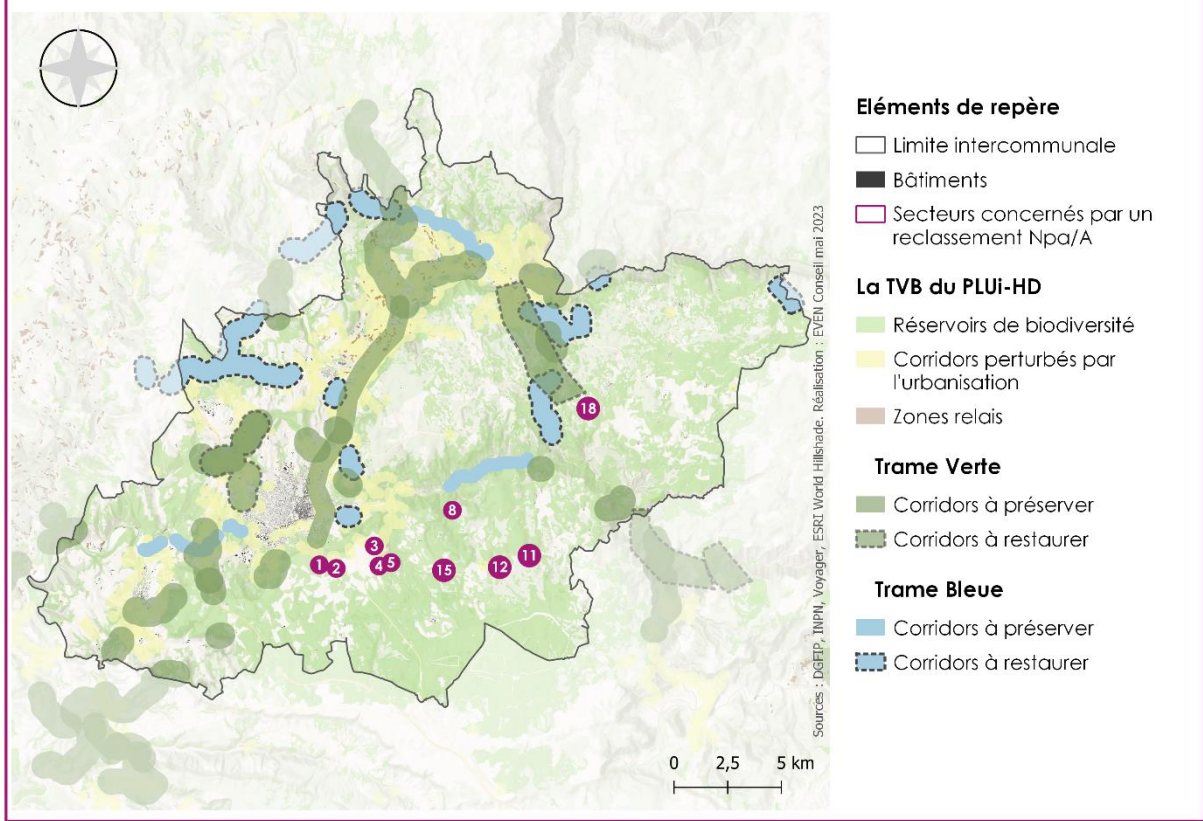 Eléments de repère
Limite intercommunale
Bâtiments
Secteurs concernés par un
reclassement Npa/A
La TVB du PLUi-HD
Réservoirs de biodiversité
Corridors perturbés par
l'urbanisation
Zones relais
Trame Verte
Corridors à préserver
Corridors à restaurer
Trame Bleue
Corridors à préserver
Corridors à restaurer
18
8
3
1
2
4
5
15
12
11
0 2,5 5 km
Sources : DGFIP, INPN, Voyager, ESRI World Hillshade. Réalisation : EVEN Conseil mai 2023